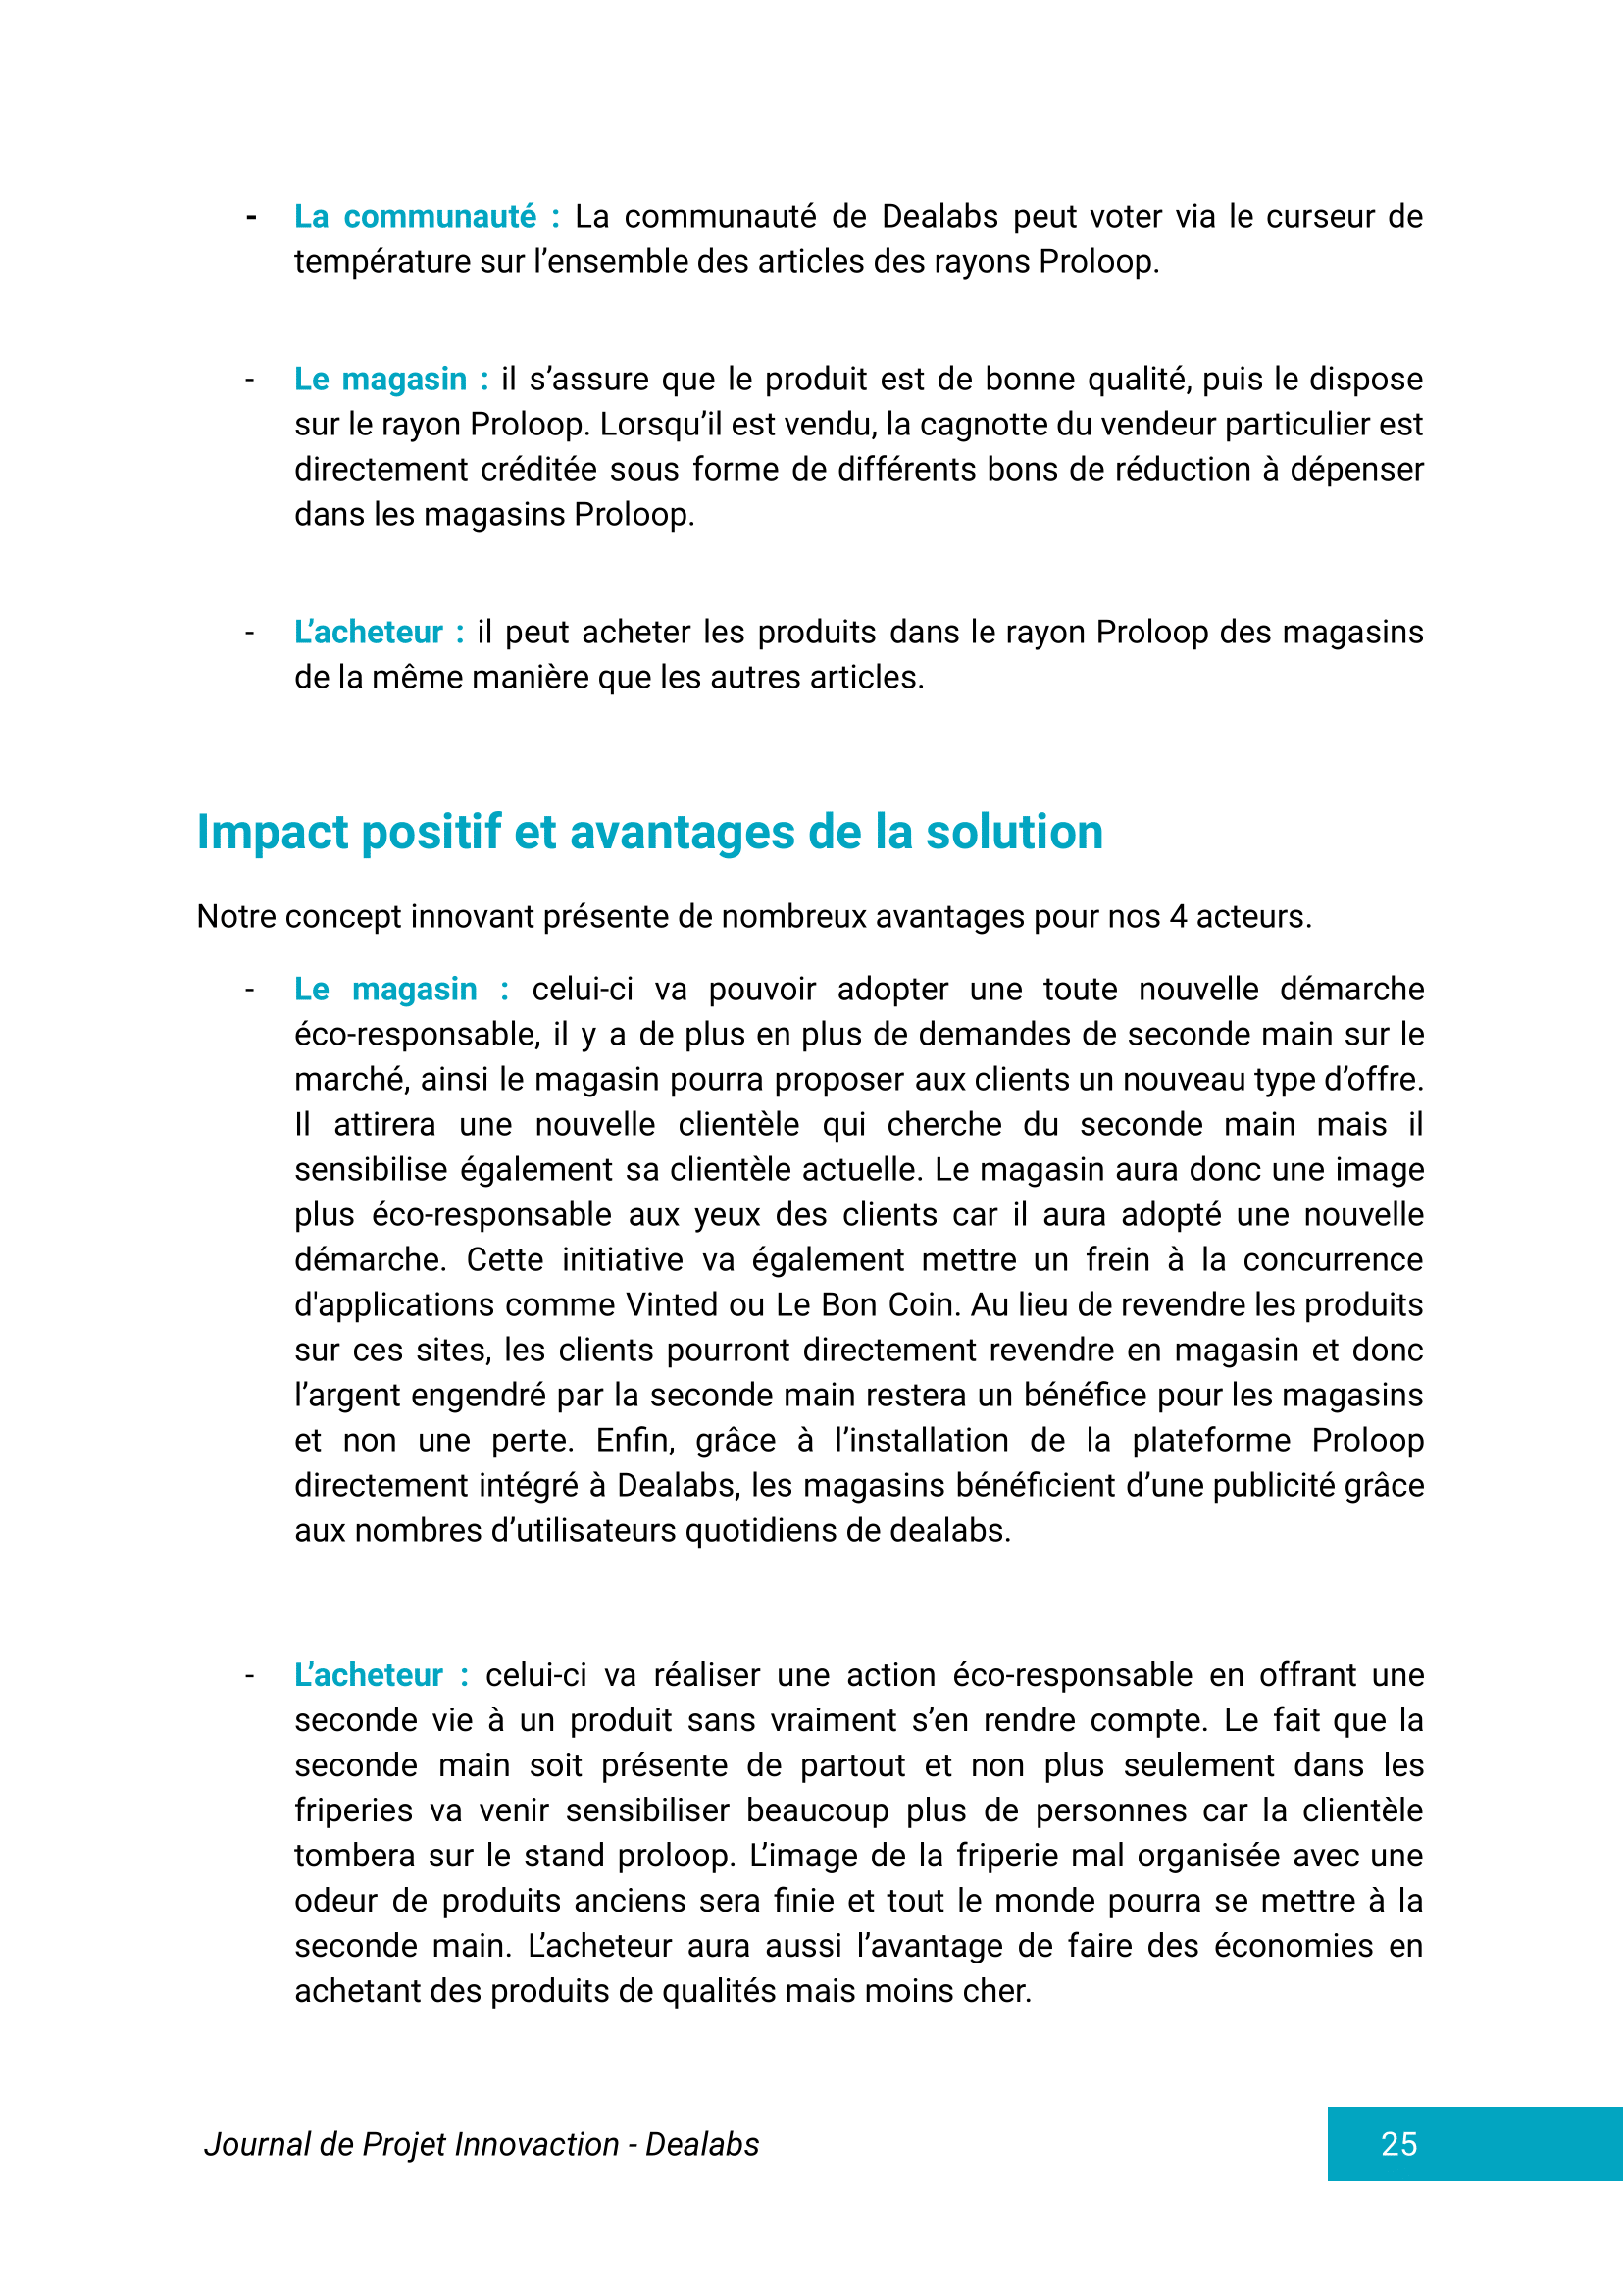 - La communauté : La communauté de Dealabs peut voter via le curseur de
température sur l’ensemble des articles des rayons Proloop.
- Le magasin : il s’assure que le produit est de bonne qualité, puis le dispose
sur le rayon Proloop. Lorsqu’il est vendu, la cagnotte du vendeur particulier est
directement créditée sous forme de différents bons de réduction à dépenser
dans les magasins Proloop.
- L’acheteur : il peut acheter les produits dans le rayon Proloop des magasins
de la même manière que les autres articles.
Impact positif et avantages de la solution
Notre concept innovant présente de nombreux avantages pour nos 4 acteurs.
- Le magasin : celui-ci va pouvoir adopter une toute nouvelle démarche
éco-responsable, il y a de plus en plus de demandes de seconde main sur le
marché, ainsi le magasin pourra proposer aux clients un nouveau type d’offre.
Il attirera une nouvelle clientèle qui cherche du seconde main mais il
sensibilise également sa clientèle actuelle. Le magasin aura donc une image
plus éco-responsable aux yeux des clients car il aura adopté une nouvelle
démarche. Cette initiative va également mettre un frein à la concurrence
d'applications comme Vinted ou Le Bon Coin. Au lieu de revendre les produits
sur ces sites, les clients pourront directement revendre en magasin et donc
l’argent engendré par la seconde main restera un bénéfice pour les magasins
et non une perte. Enfin, grâce à l’installation de la plateforme Proloop
directement intégré à Dealabs, les magasins bénéficient d’une publicité grâce
aux nombres d’utilisateurs quotidiens de dealabs.
- L’acheteur : celui-ci va réaliser une action éco-responsable en offrant une
seconde vie à un produit sans vraiment s’en rendre compte. Le fait que la
seconde main soit présente de partout et non plus seulement dans les
friperies va venir sensibiliser beaucoup plus de personnes car la clientèle
tombera sur le stand proloop. L’image de la friperie mal organisée avec une
odeur de produits anciens sera finie et tout le monde pourra se mettre à la
seconde main. L’acheteur aura aussi l’avantage de faire des économies en
achetant des produits de qualités mais moins cher.
Journal de Projet Innovaction - Dealabs
25